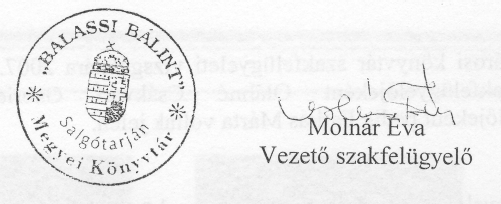 "BALASSI BÁLINT"
Megyei Könyvtár
Salgótarján
Molnár Éva
Vezető szakfelügyelő